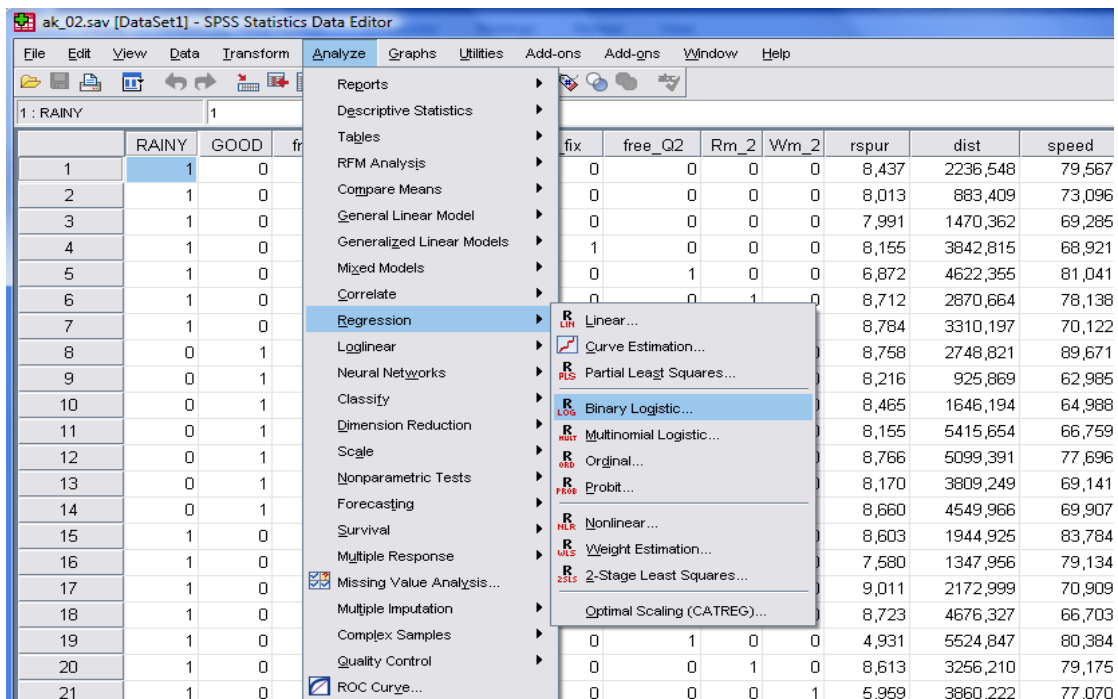 ak_02.sav [DataSet1] - SPSS Statistics Data Editor
File Edit View Data Transform Analyze Graphs Utilities Add-ons Add-ons Window Help
1 : RAINY 1
RAINY GOOD fr fix free_Q2 Rm_2 Wm_2 rspur dist speed
1 1 0 0 0 0 0 8,437 2236,548 79,567
2 1 0 0 0 0 0 8,013 883,409 73,096
3 1 0 0 0 0 0 7,991 1470,362 69,285
4 1 0 1 0 0 0 8,155 3842,815 68,921
5 1 0 0 1 0 0 6,872 4622,355 81,041
6 1 0 0 0 1 0 8,712 2870,664 78,138
7 1 0 8,784 3310,197 70,122
8 0 1 8,758 2748,821 89,671
9 0 1 8,216 925,869 62,985
10 0 1 8,465 1646,194 64,988
11 0 1 8,155 5415,654 66,759
12 0 1 8,766 5099,391 77,696
13 0 1 8,170 3809,249 69,141
14 0 1 8,660 4549,966 69,907
15 1 0 8,603 1944,925 83,784
16 1 0 7,580 1347,956 79,134
17 1 0 9,011 2172,999 70,909
18 1 0 8,723 4676,327 66,703
19 1 0 0 1 0 0 4,931 5524,847 80,384
20 1 0 0 0 1 0 8,613 3256,210 79,175
21 1 0 0 0 0 1 5,959 3860,222 77,070
Reports
Descriptive Statistics
Tables
RFM Analysis
Compare Means
General Linear Model
Generalized Linear Models
Mixed Models
Correlate
Regression
Loglinear
Neural Networks
Classify
Dimension Reduction
Scale
Nonparametric Tests
Forecasting
Survival
Multiple Response
Missing Value Analysis...
Multiple Imputation
Complex Samples
Quality Control
ROC Curve...
R LIN Linear...
Curve Estimation...
R PLS Partial Least Squares...
R LOG Binary Logistic...
R MULT Multinomial Logistic...
R ORD Ordinal...
R PROB Probit...
R NLR Nonlinear...
R WLS Weight Estimation...
R 2SLS 2-Stage Least Squares...
Optimal Scaling (CATREG)...